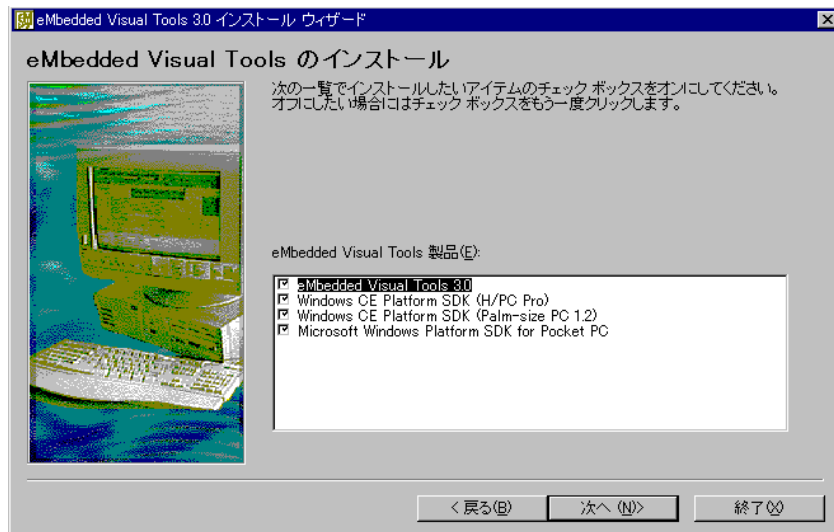 eMbedded Visual Tools 3.0 インストール ウィザード
eMbedded Visual Tools のインストール
次の一覧でインストールしたいアイテムのチェック ボックスをオンにしてください。
オフにしたい場合にはチェック ボックスをもう一度クリックします。
eMbedded Visual Tools 製品(E):
eMbedded Visual Tools 3.0
Windows CE Platform SDK (H/PC Pro)
Windows CE Platform SDK (Palm-size PC 1.2)
Microsoft Windows Platform SDK for Pocket PC
< 戻る(B)
次へ (N)>
終了(X)